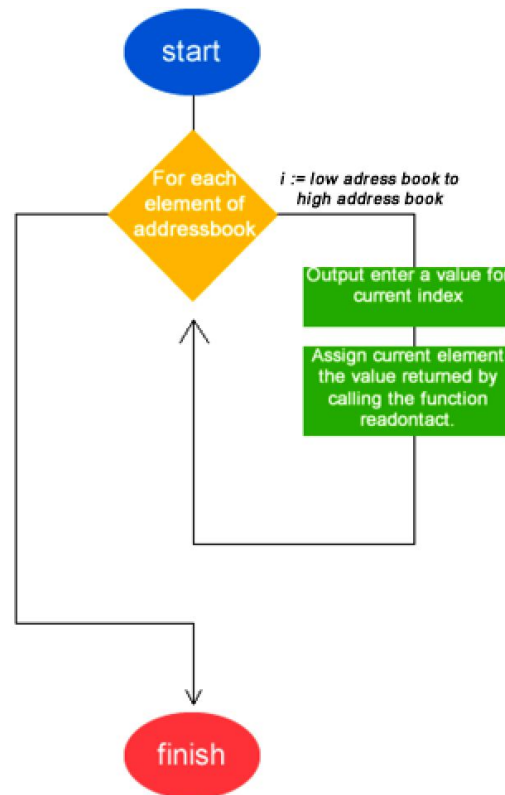 start
For each
element of
addressbook
i := low adress book to
high address book
Output enter a value for
current index
Assign current element
the value returned by
calling the function
readontact.
finish